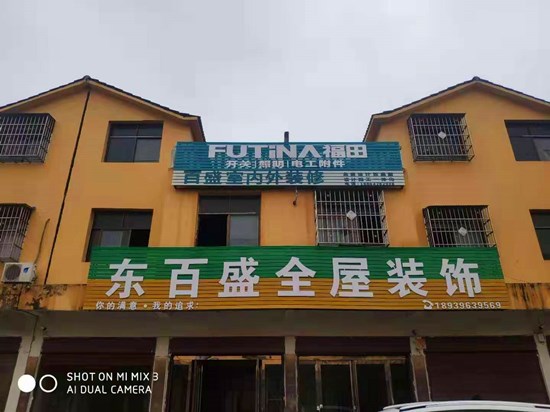 FUTINA福田
开关 照明 电工附件
百盛室内外装修
东百盛全屋装饰
你的满意·我的追求!
18939639569
SHOT ON MI MIX 3
AI DUAL CAMERA